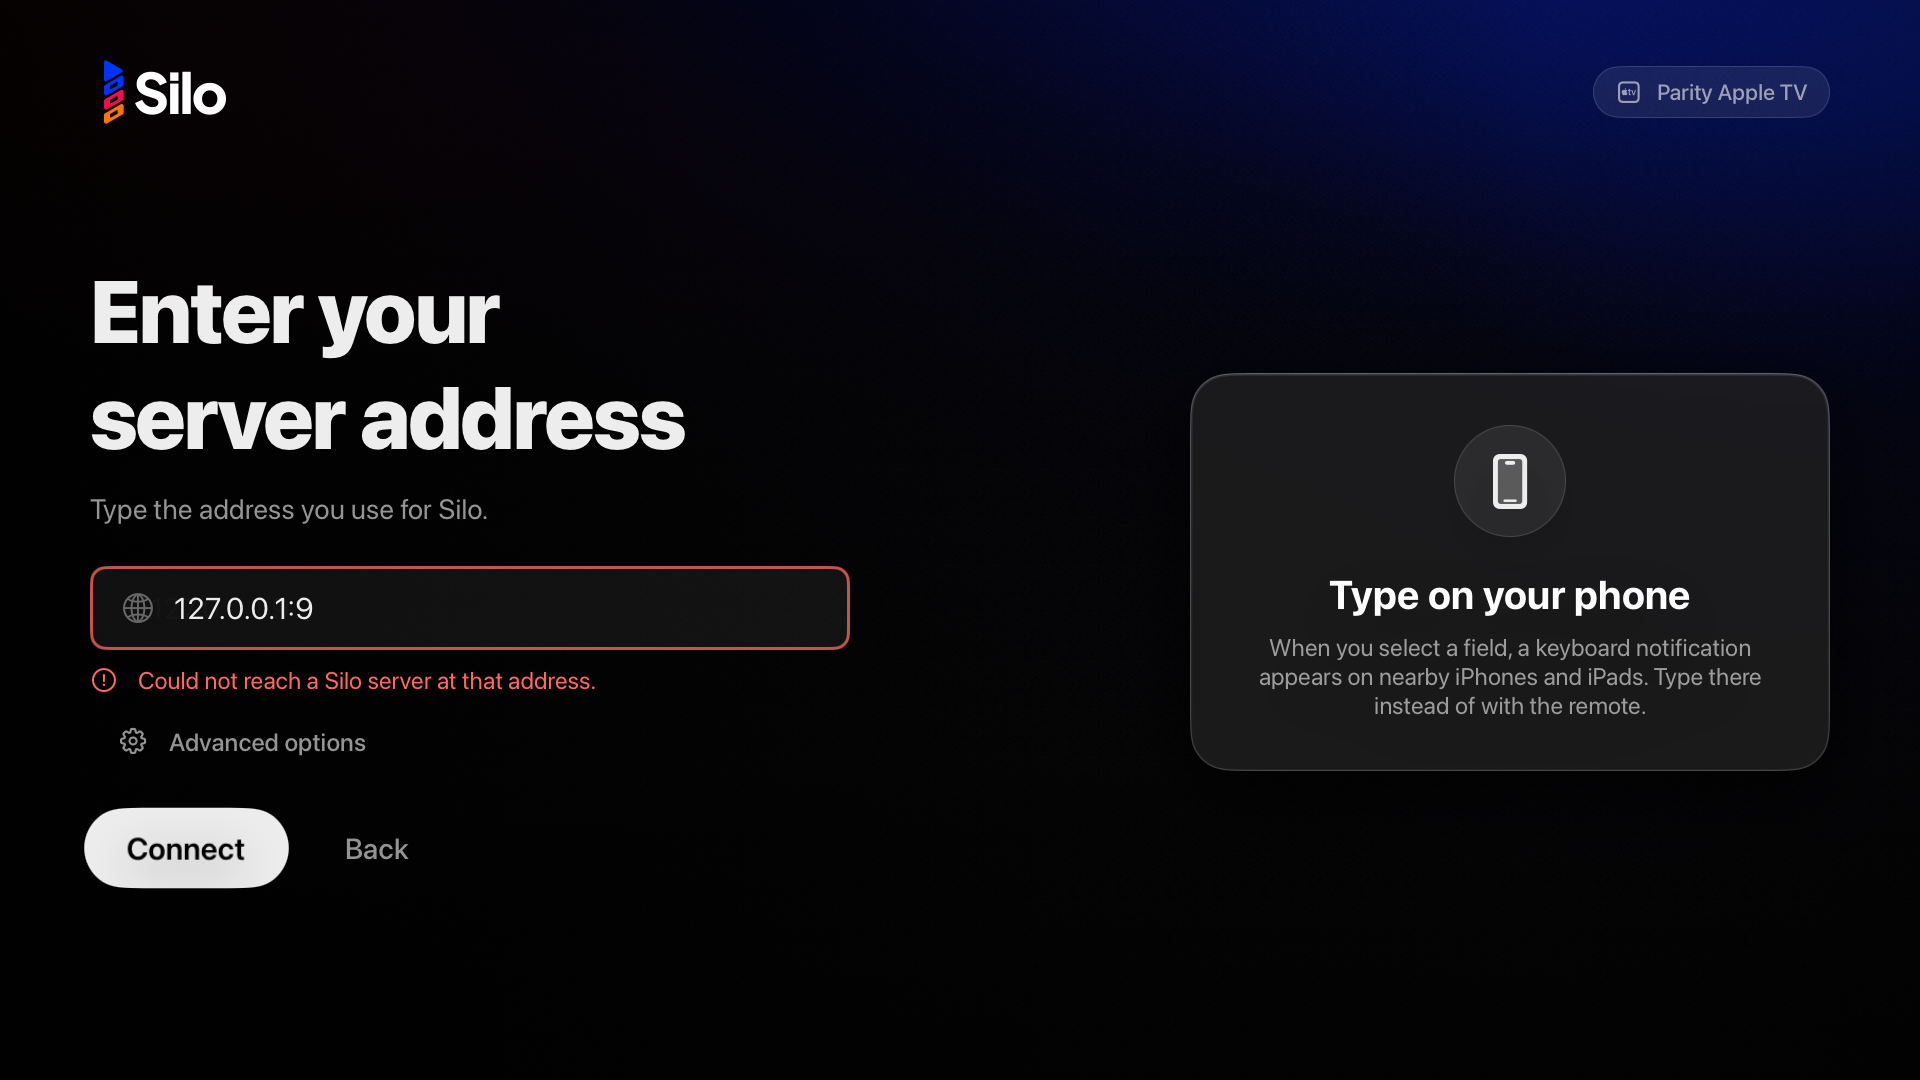 Silo
Parity Apple TV
Enter your
server address
Type the address you use for Silo.
127.0.0.1:9
Could not reach a Silo server at that address.
Advanced options
Connect
Back
Type on your phone
When you select a field, a keyboard notification
appears on nearby iPhones and iPads. Type there
instead of with the remote.